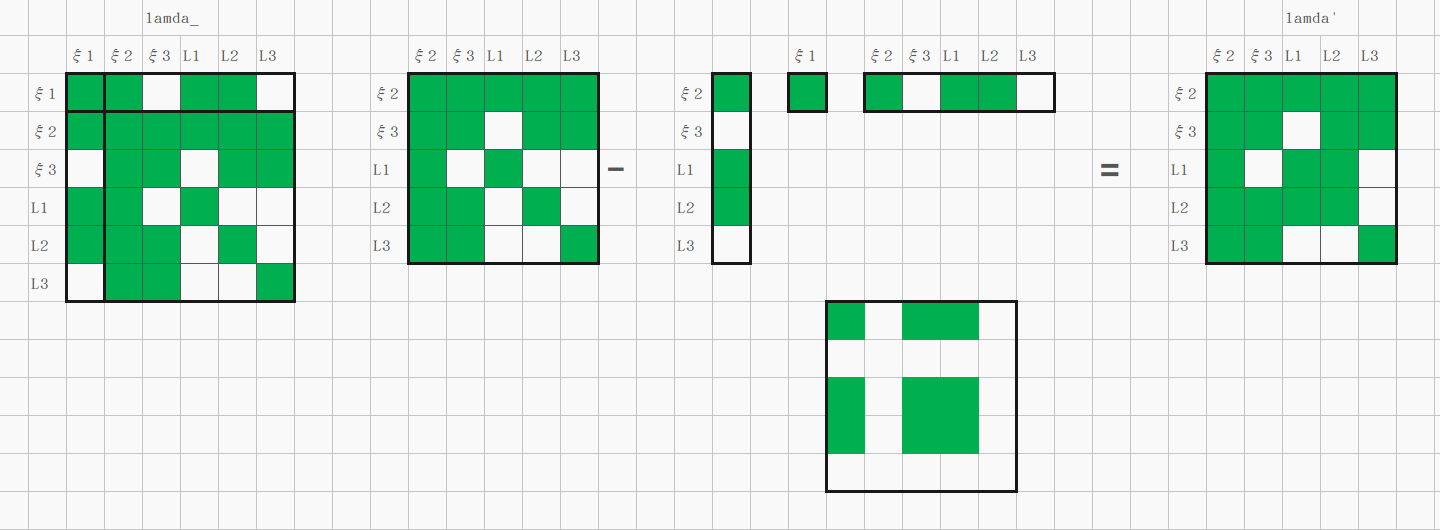 lamda_ lamda'
ξ1 ξ2 ξ3 L1 L2 L3 ξ2 ξ3 L1 L2 L3 ξ1 ξ2 ξ3 L1 L2 L3 ξ2 ξ3 L1 L2 L3
ξ1 ξ2 ξ2 ξ2
ξ2 ξ3 ξ3 ξ3
ξ3 L1 − L1 = L1
L1 L2 L2 L2
L2 L3 L3 L3
L3